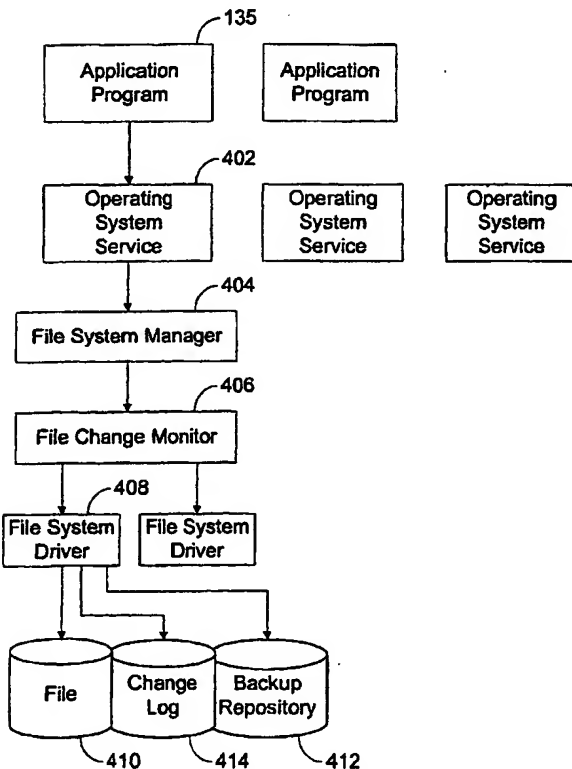 135
Application
Program
Application
Program
402
Operating
System
Service
Operating
System
Service
Operating
System
Service
404
File System Manager
406
File Change Monitor
408
File System
Driver
File System
Driver
File
Change
Log
Backup
Repository
410
414
412